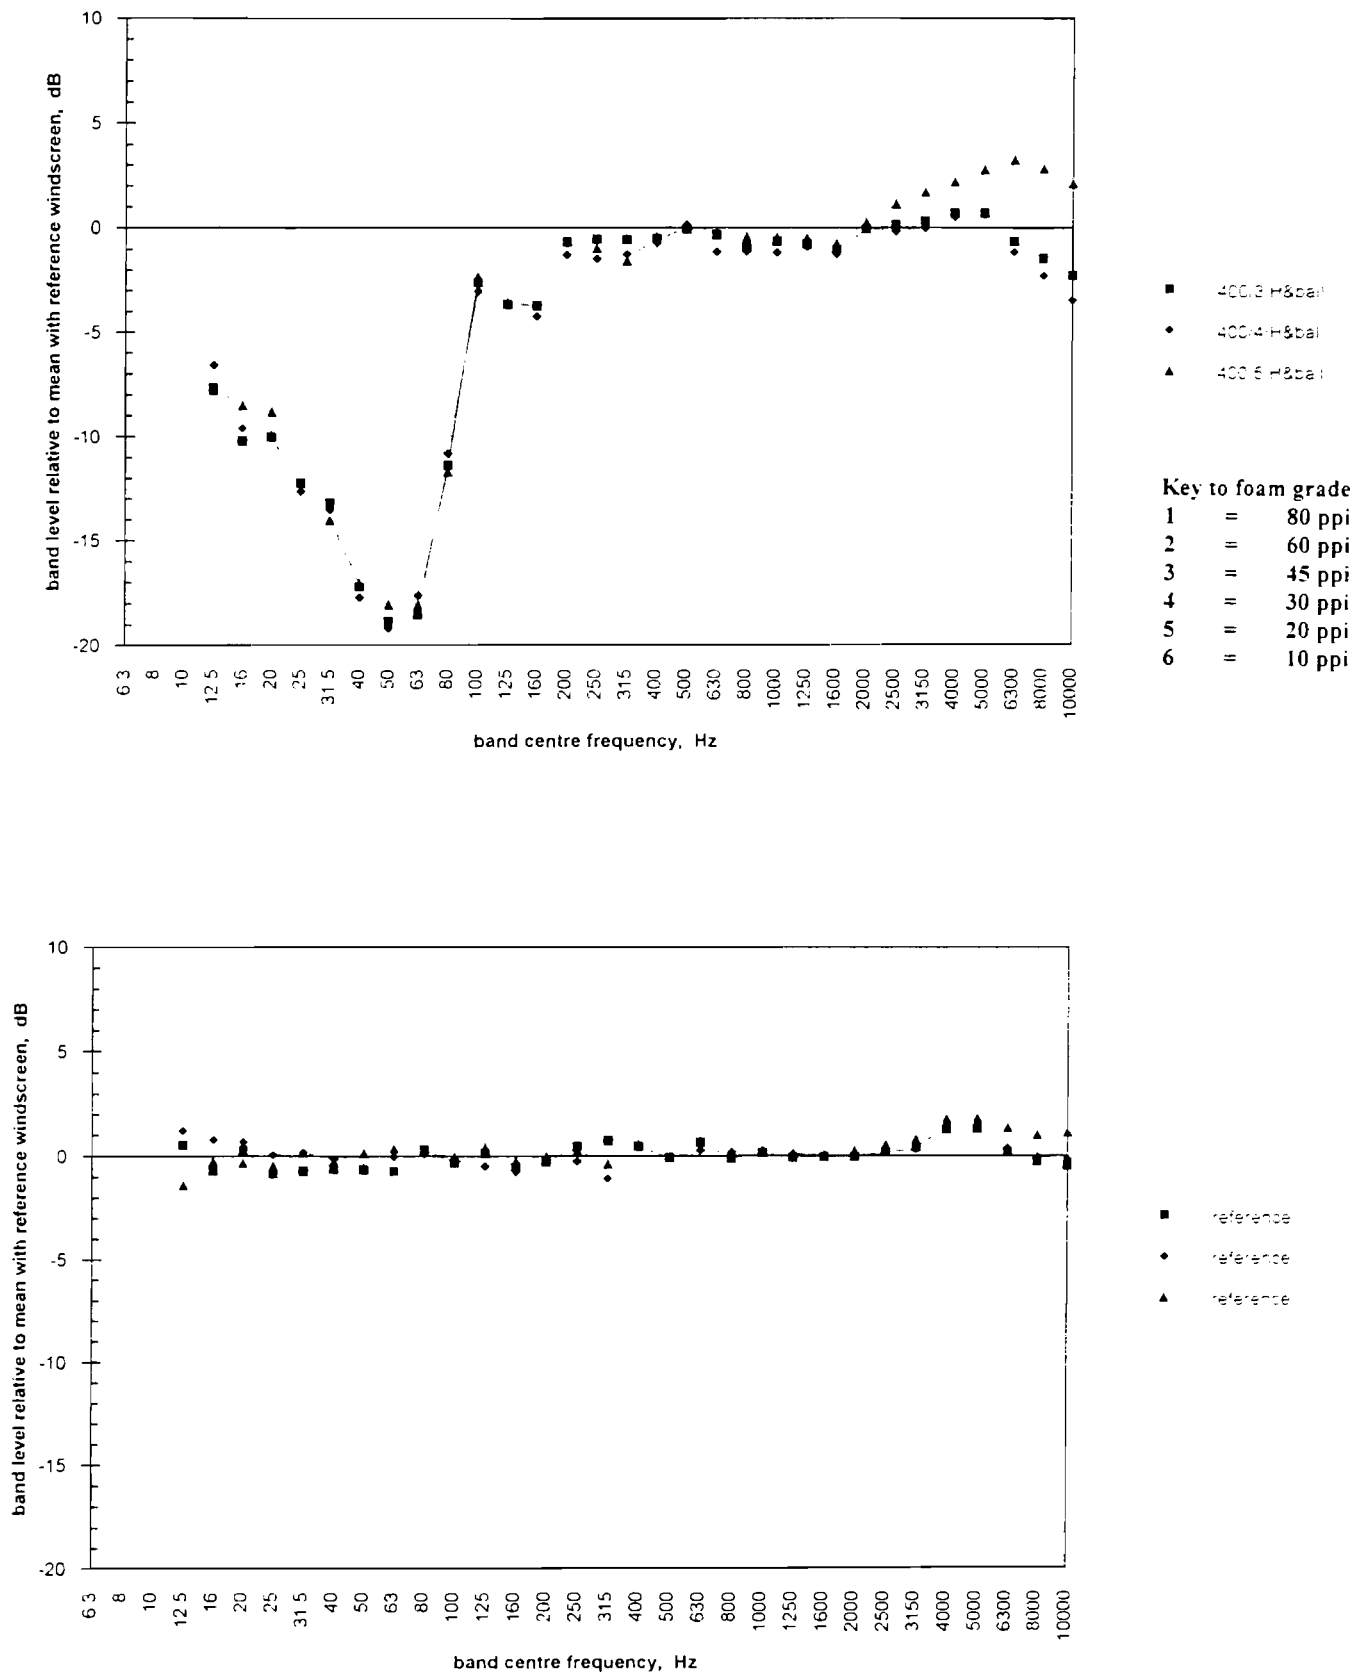 10
5
0
-5
-10
-15
-20
band level relative to mean with reference windscreen, dB
6 3 8 10 12 5 16 20 25 31 5 40 50 63 80 100 125 160 200 250 315 400 500 630 800 1000 1250 1600 2000 2500 3150 4000 5000 6300 8000 10000
band centre frequency, Hz
Key to foam grade
1 = 80 ppi
2 = 60 ppi
3 = 45 ppi
4 = 30 ppi
5 = 20 ppi
6 = 10 ppi
10
5
0
-5
-10
-15
-20
band level relative to mean with reference windscreen, dB
6 3 8 10 12 5 16 20 25 31 5 40 50 63 80 100 125 160 200 250 315 400 500 630 800 1000 1250 1600 2000 2500 3150 4000 5000 6300 8000 10000
band centre frequency, Hz
reference
reference
reference